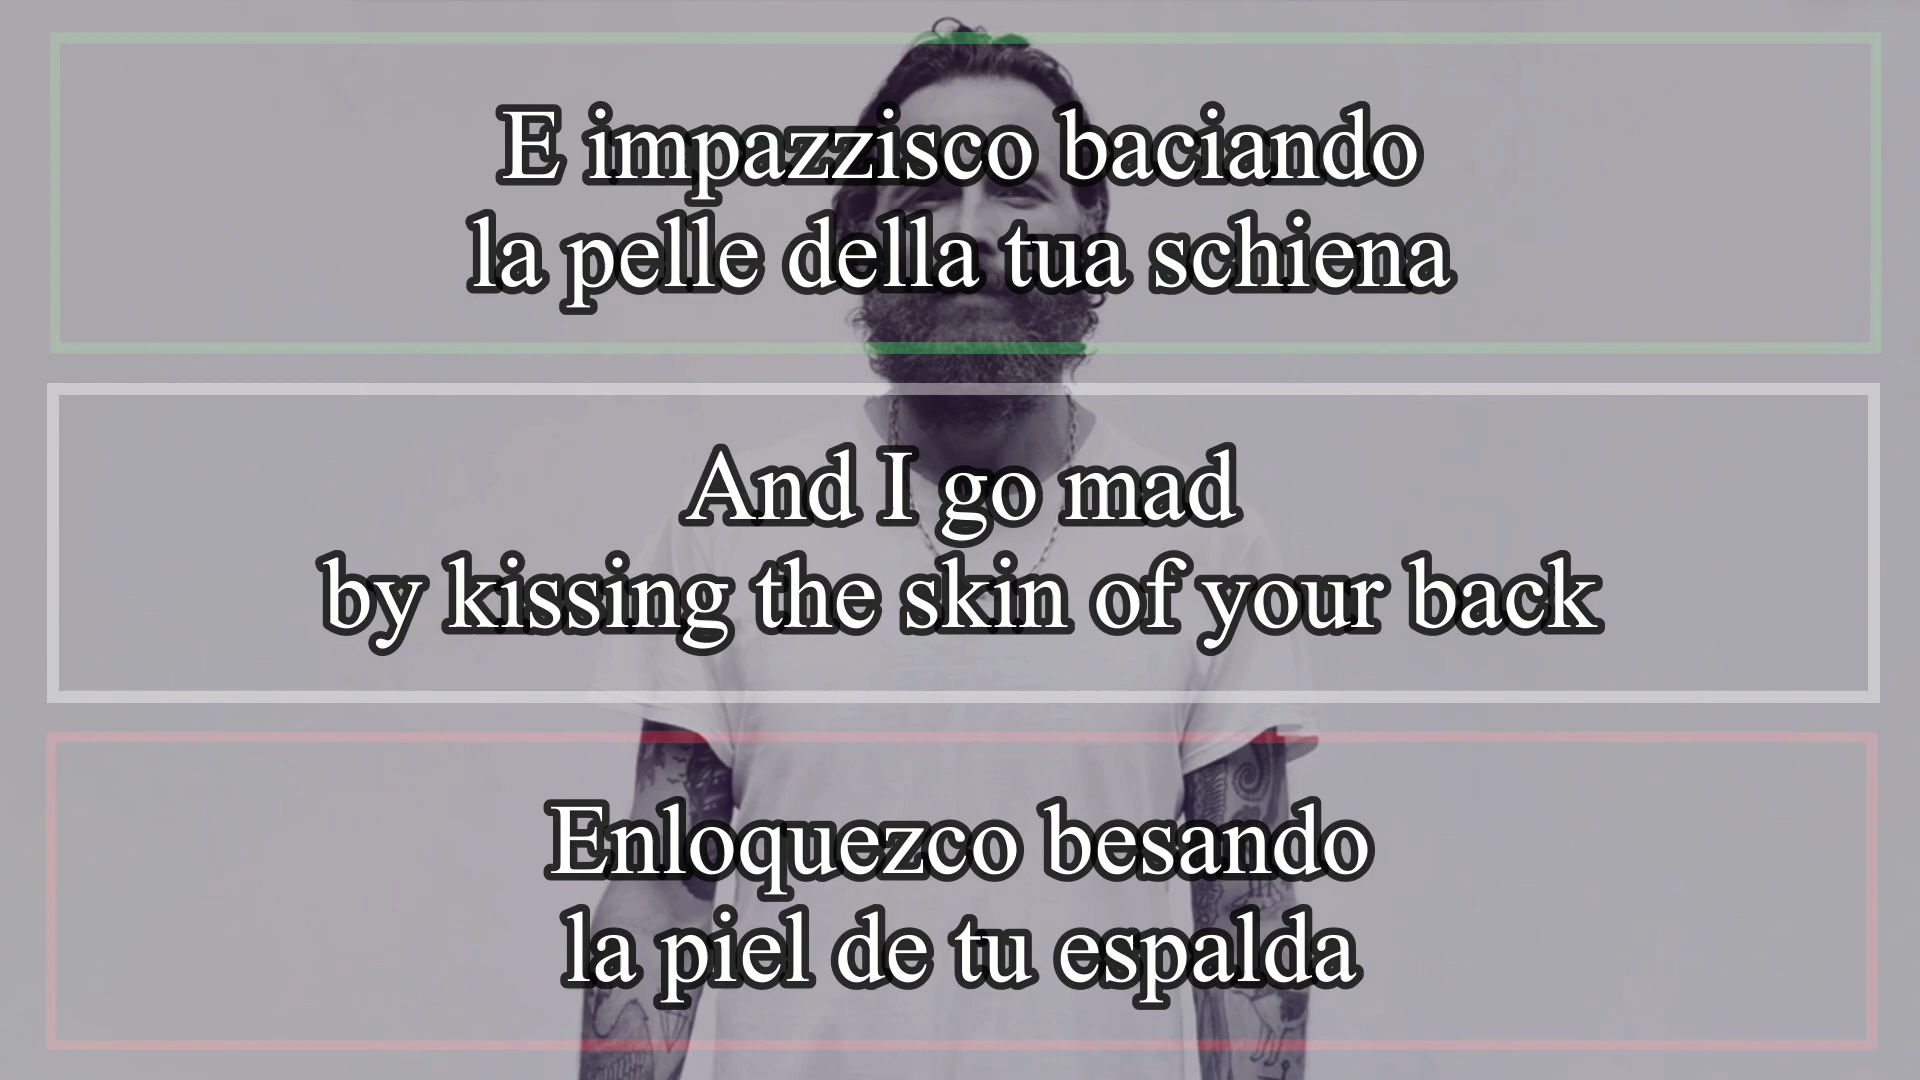 E impazzisco baciando
la pelle della tua schiena
And I go mad
by kissing the skin of your back
Enloquezco besando
la piel de tu espalda